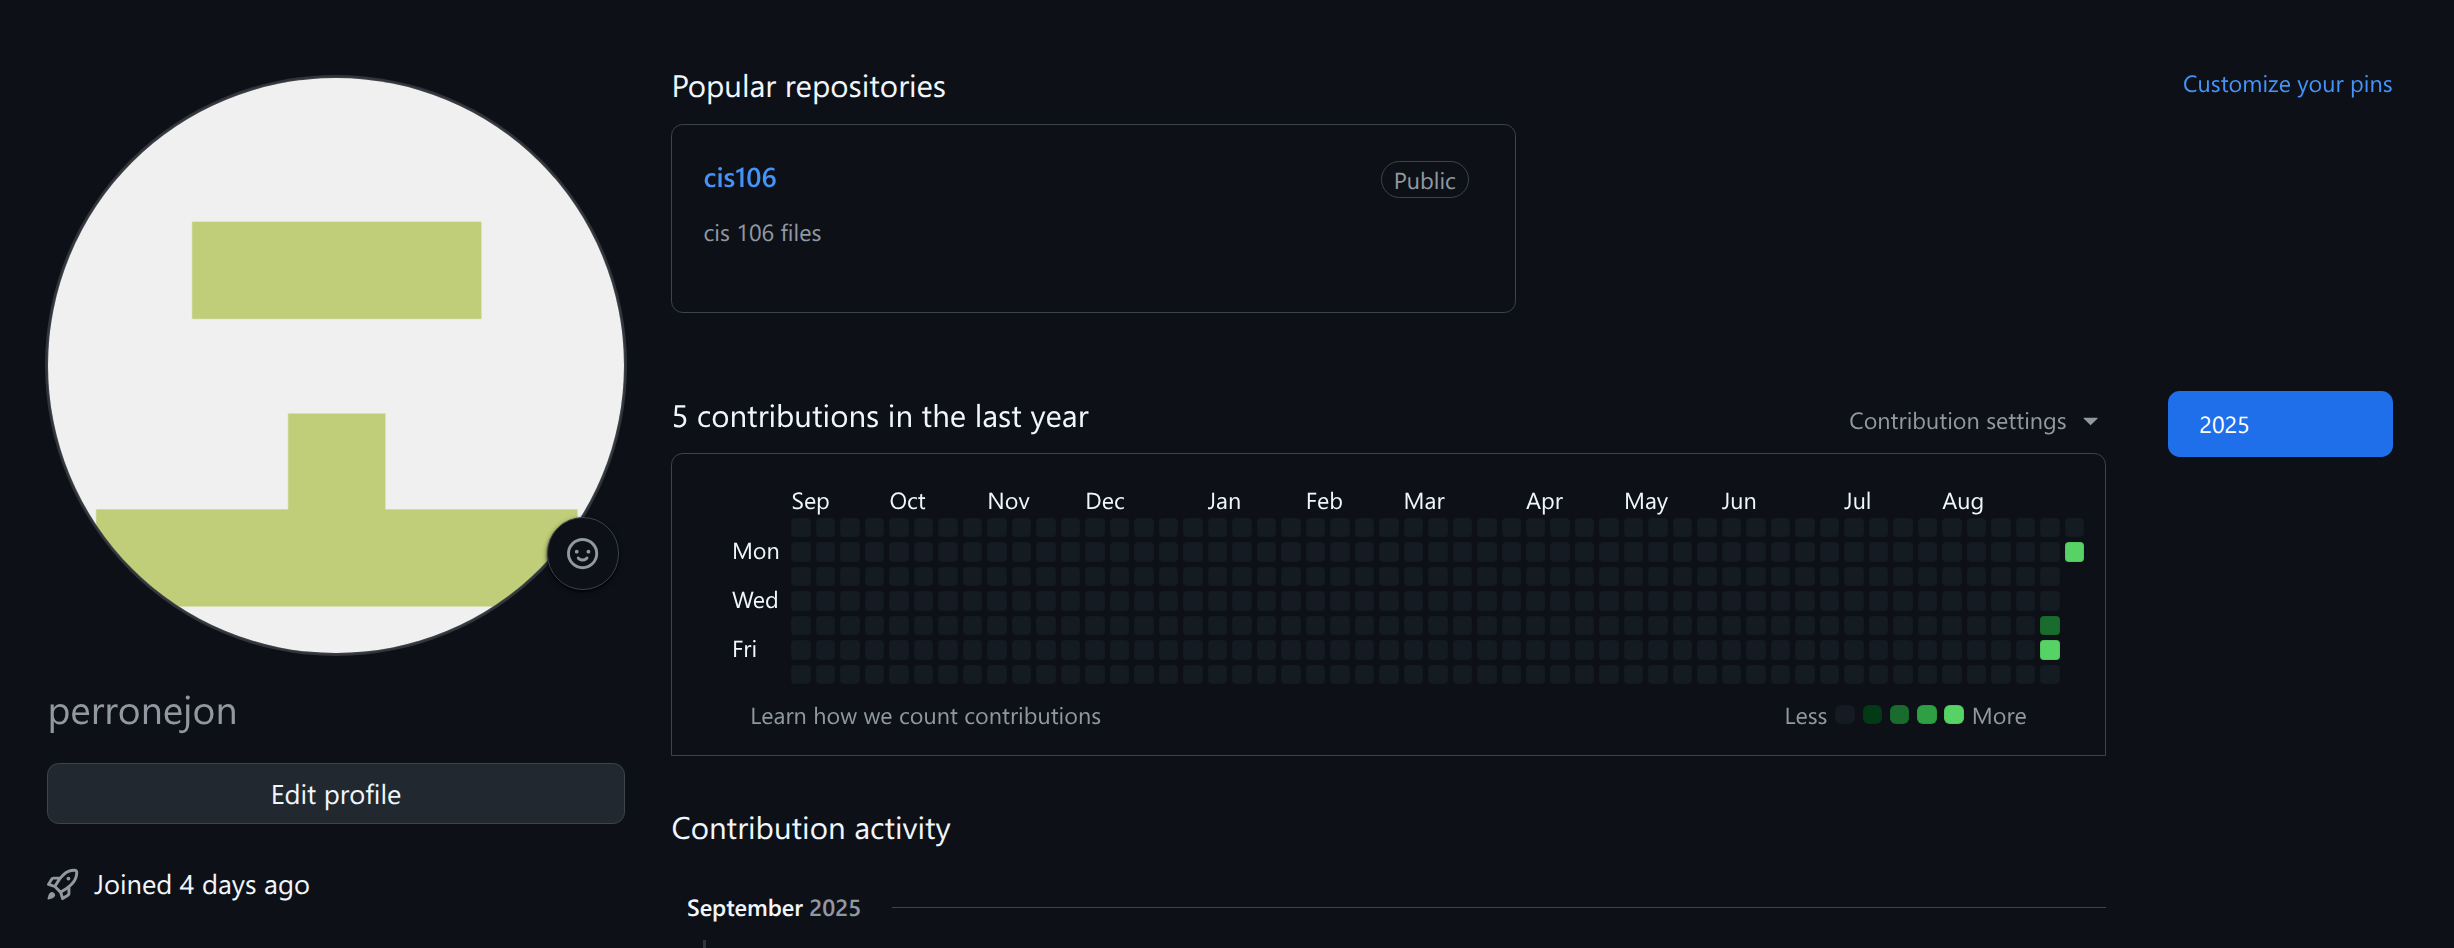 Popular repositories
Customize your pins
cis106
Public
cis 106 files
5 contributions in the last year
Contribution settings
2025
Sep Oct Nov Dec Jan Feb Mar Apr May Jun Jul Aug
Mon
Wed
Fri
Learn how we count contributions
Less More
perronejon
Edit profile
Joined 4 days ago
Contribution activity
September 2025